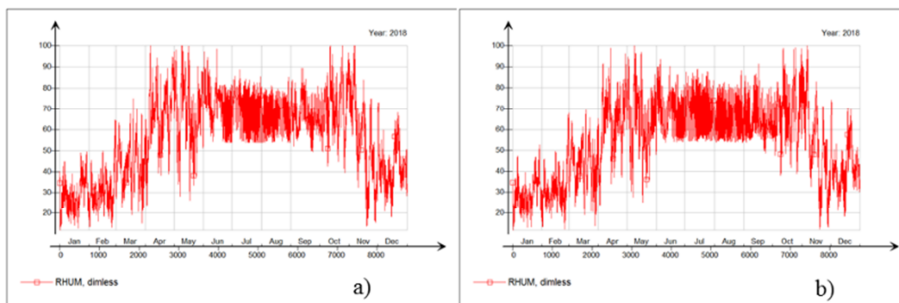 Year: 2018
100
90
80
70
60
50
40
30
20
Jan Feb Mar Apr May Jun Jul Aug Sep Oct Nov Dec
0 1000 2000 3000 4000 5000 6000 7000 8000
RHUM, dimless
a)
Year: 2018
100
90
80
70
60
50
40
30
20
Jan Feb Mar Apr May Jun Jul Aug Sep Oct Nov Dec
0 1000 2000 3000 4000 5000 6000 7000 8000
RHUM, dimless
b)